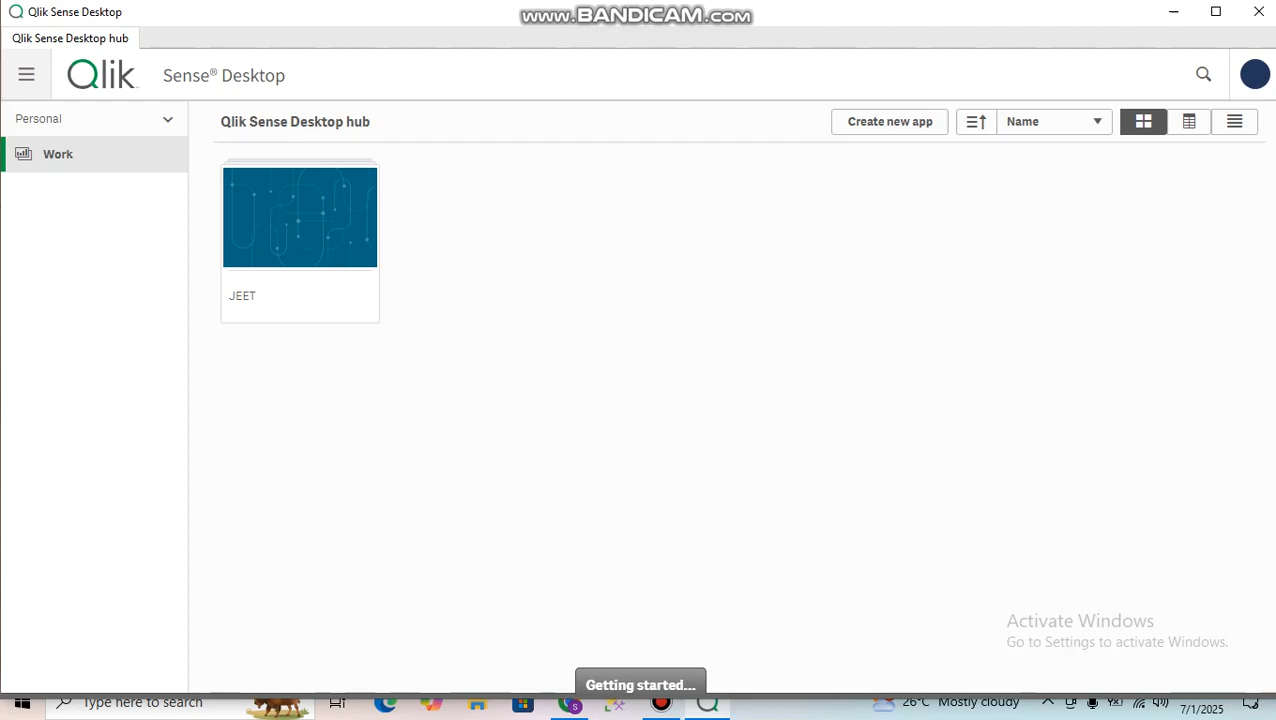 Qlik Sense Desktop
www.BANDICAM.com
Qlik Sense Desktop hub
Qlik
Sense® Desktop
Personal
Work
Qlik Sense Desktop hub
Create new app
Name
JEET
Activate Windows
Go to Settings to activate Windows.
Getting started...
Type here to search
26°C Mostly cloudy
7/1/2025